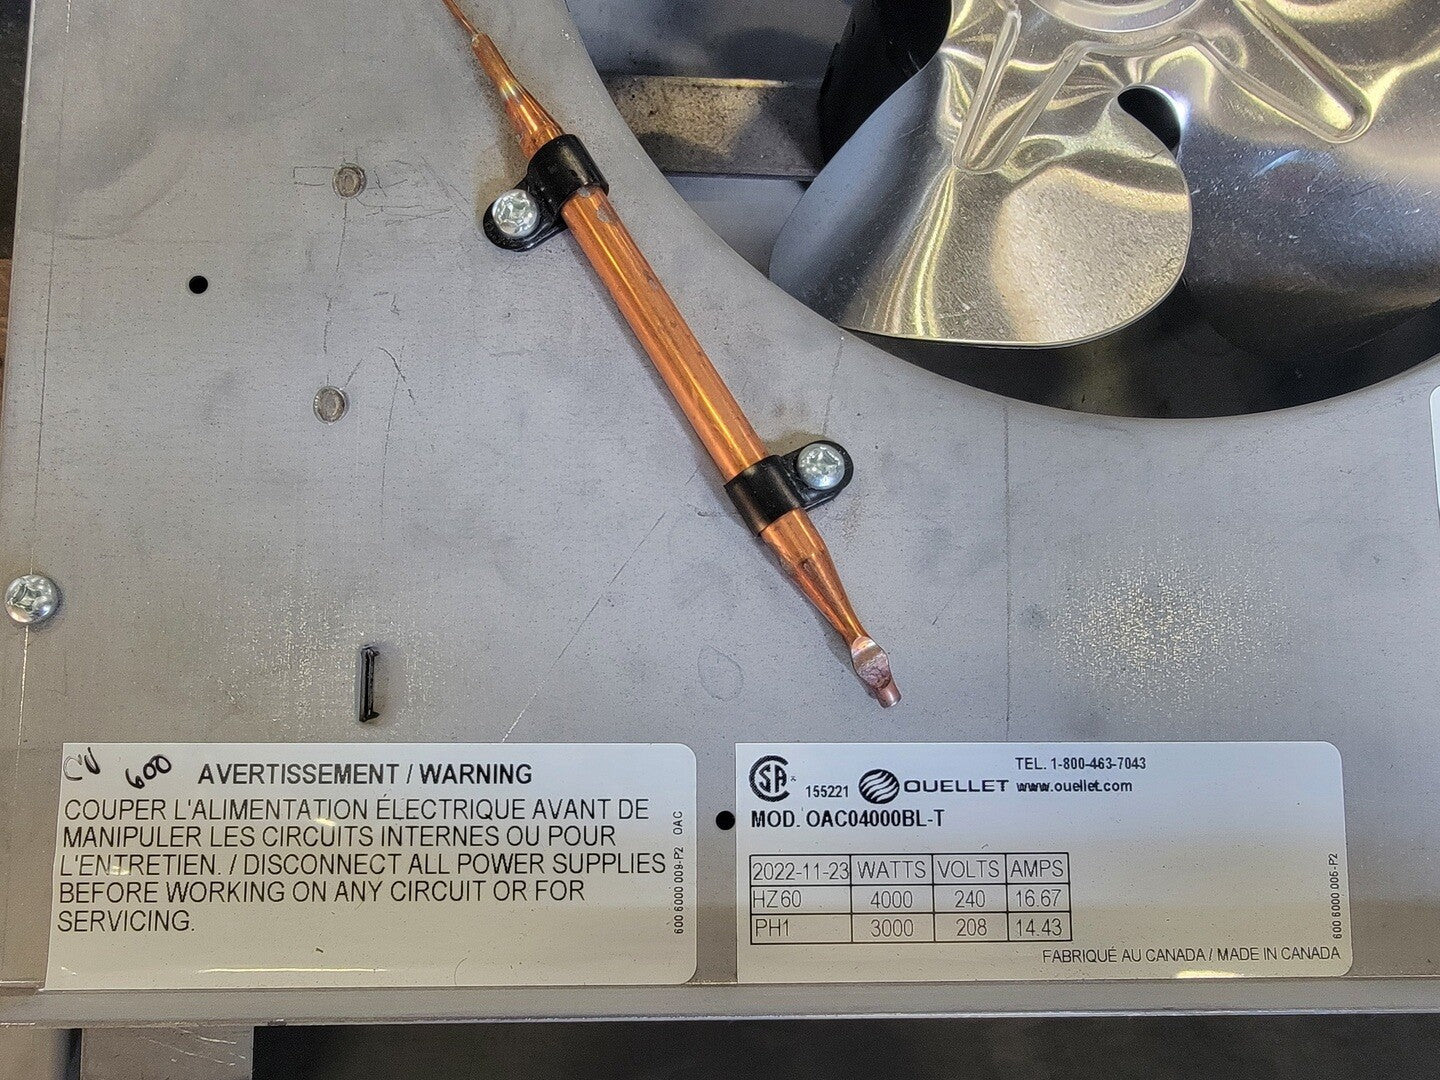 CU 600 AVERTISSEMENT / WARNING
COUPER L'ALIMENTATION ÉLECTRIQUE AVANT DE
MANIPULER LES CIRCUITS INTERNES OU POUR
L'ENTRETIEN. / DISCONNECT ALL POWER SUPPLIES
BEFORE WORKING ON ANY CIRCUIT OR FOR
SERVICING.
600 6000 009-P2 OAC
TEL. 1-800-463-7043
155221 OUELLET www.ouellet.com
MOD. OAC04000BL-T
2022-11-23 WATTS VOLTS AMPS
HZ60 4000 240 16.67
PH1 3000 208 14.43
FABRIQUÉ AU CANADA / MADE IN CANADA
600 6000 006-P2